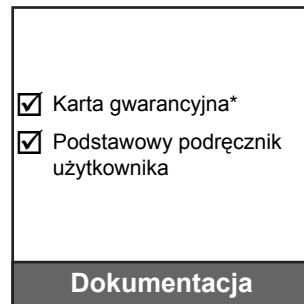 Karta gwarancyjna*
Podstawowy podręcznik
użytkownika
Dokumentacja